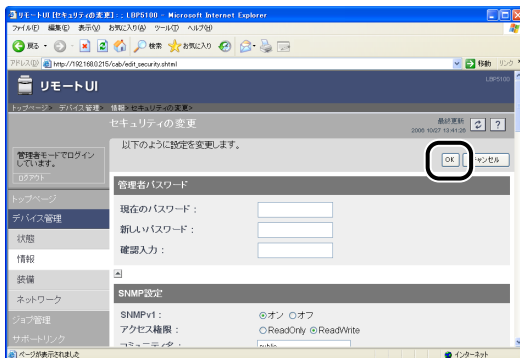 リモートUI [セキュリティの変更] : ; LBP5100 - Microsoft Internet Explorer
ファイル(F) 編集(E) 表示(V) お気に入り(A) ツール(T) ヘルプ(H)
戻る 検索 お気に入り
アドレス(D) http://192.168.0.215/cab/edit_security.shtml 移動 リンク
リモートUI
LBP5100
トップページ> デバイス管理> 情報> セキュリティの変更>
セキュリティの変更
最終更新
2006 10/27 13:41:26
?
管理者モードでログイン
しています。
ログアウト
以下のように設定を変更します。
OK
トップページ
デバイス管理
状態
情報
装備
ネットワーク
ジョブ管理
サポートリンク
管理者パスワード
現在のパスワード :
新しいパスワード :
確認入力 :
SNMP設定
SNMPv1 : オン オフ
アクセス権限 : ReadOnly ReadWrite
ページが表示されました
インターネット